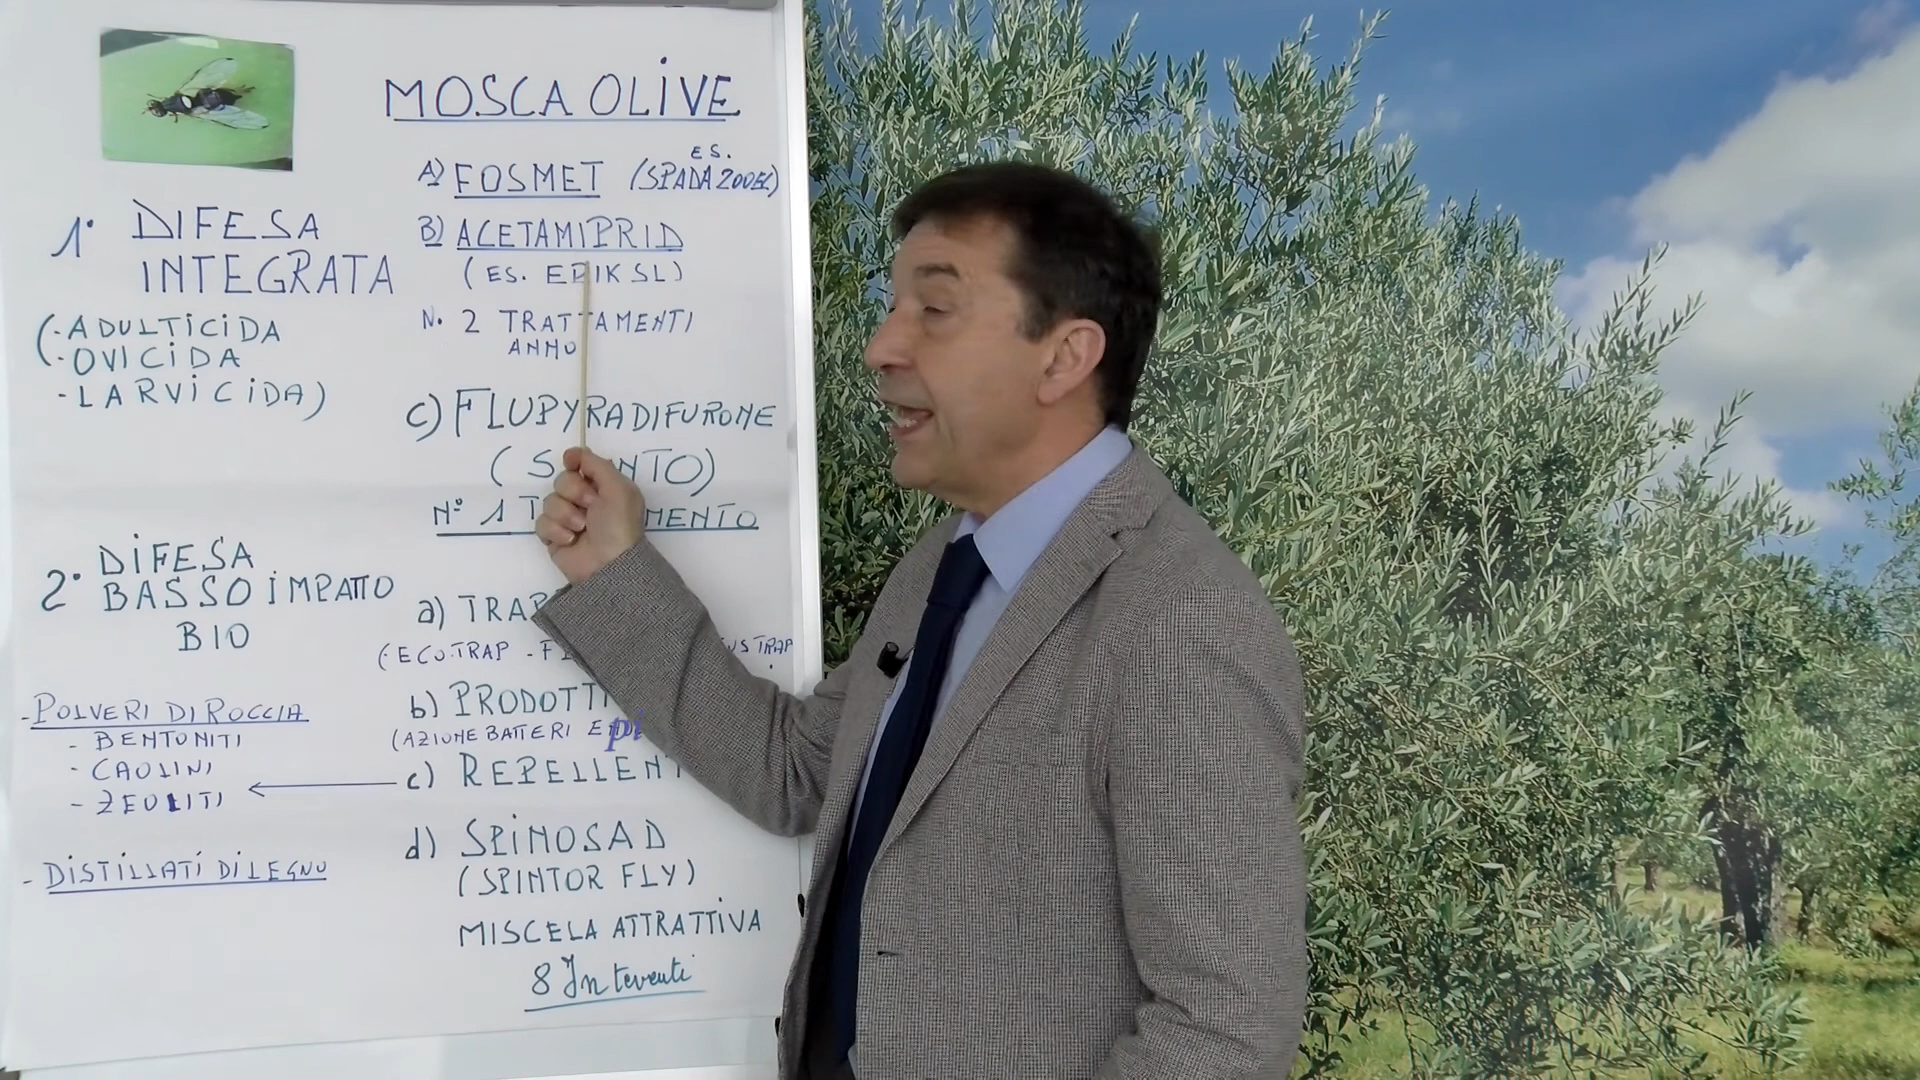 MOSCA OLIVE
1° DIFESA
INTEGRATA
(- ADULTICIDA
(- OVICIDA
- LARVICIDA)
A) FOSMET (ES. SPADA 200EC)
B) ACETAMIPRID
(ES. EPIK SL)
N. 2 TRATTAMENTI
ANNO
C) FLUPYRADIFURONE
N° 1 MENTO
2° DIFESA
BASSO IMPATTO
BIO
a) TRAP
(ECOTRAP -
b) PRODOTTI
(AZIONE BATTERI
c) REPELLENT
- POLVERI DI ROCCIA
- BENTONITI
- CAOLINI
- ZEOLITI
- DISTILLATI DI LEGNO
d) SPINOSAD
(SPINTOR FLY)
MISCELA ATTRATTIVA
8 Interventi